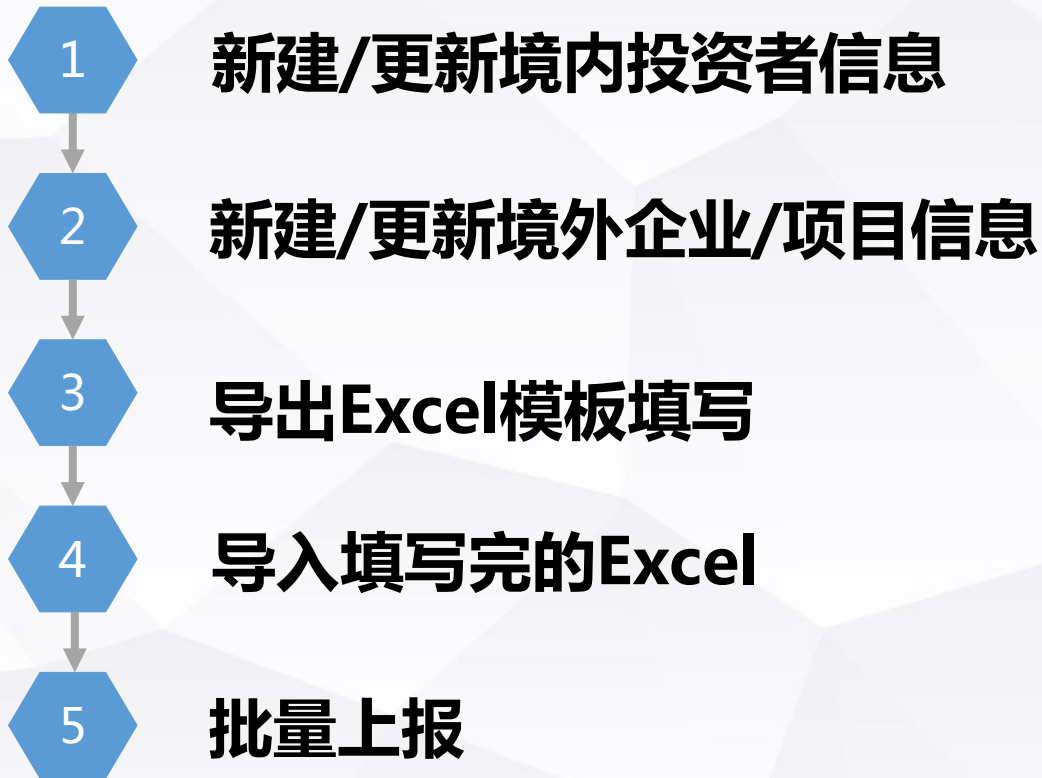 1 新建/更新境内投资者信息
2 新建/更新境外企业/项目信息
3 导出Excel模板填写
4 导入填写完的Excel
5 批量上报